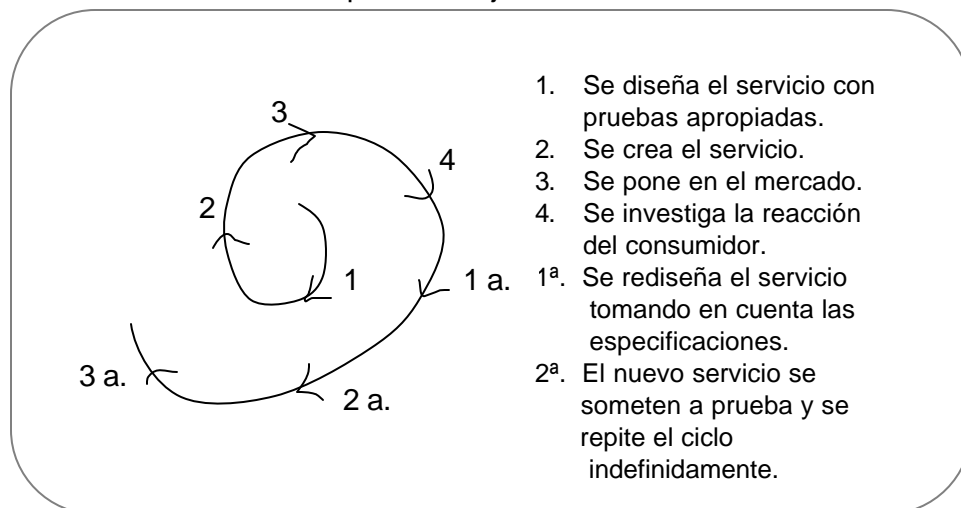 3
4
2
1
1 a.
3 a.
2 a.
1. Se diseña el servicio con
pruebas apropiadas.
2. Se crea el servicio.
3. Se pone en el mercado.
4. Se investiga la reacción
del consumidor.
1ª. Se rediseña el servicio
tomando en cuenta las
especificaciones.
2ª. El nuevo servicio se
someten a prueba y se
repite el ciclo
indefinidamente.